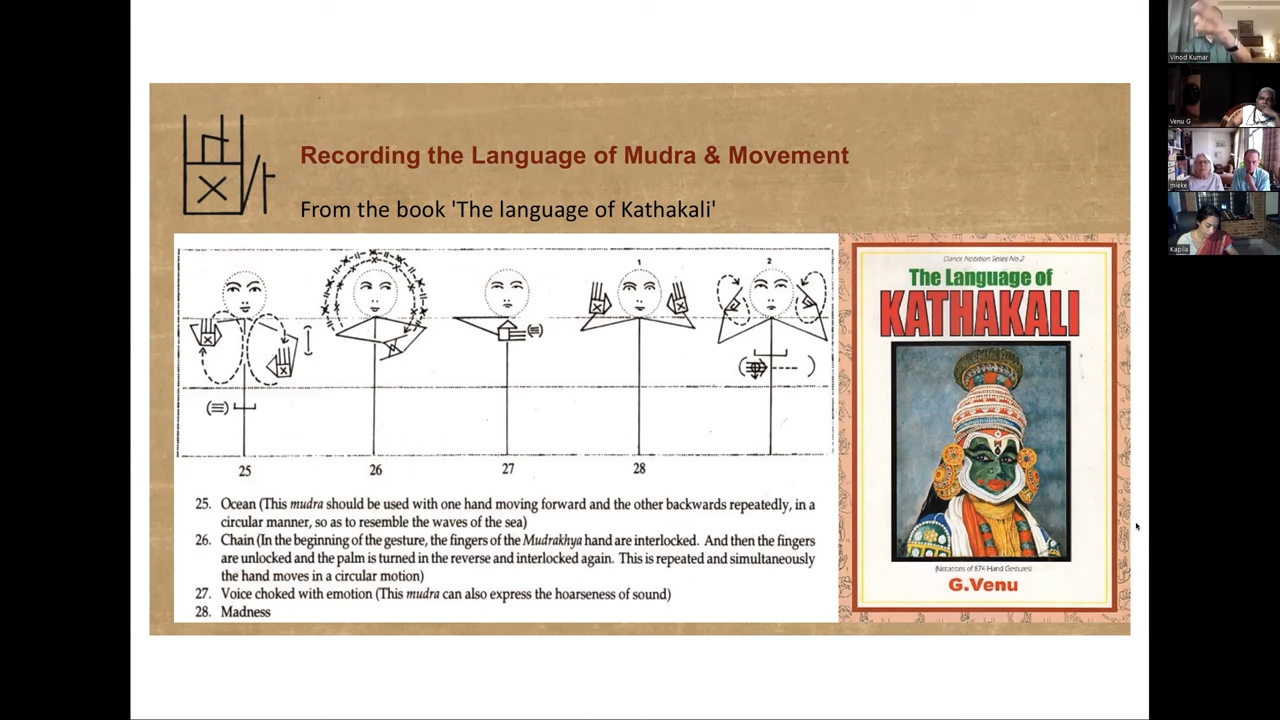 Recording the Language of Mudra & Movement
From the book 'The language of Kathakali'
1
2
25
26
27
28
25. Ocean (This mudra should be used with one hand moving forward and the other backwards repeatedly, in a
circular manner, so as to resemble the waves of the sea)
26. Chain (In the beginning of the gesture, the fingers of the Mudrakhya hand are interlocked. And then the fingers
are unlocked and the palm is turned in the reverse and interlocked again. This is repeated and simultaneously
the hand moves in a circular motion)
27. Voice choked with emotion (This mudra can also express the hoarseness of sound)
28. Madness
Dance Notation Series No.2
The Language of
KATHAKALI
(Notations of 874 Hand Gestures)
G.Venu
Vinod Kumar
Venu G
mieke
Kapila